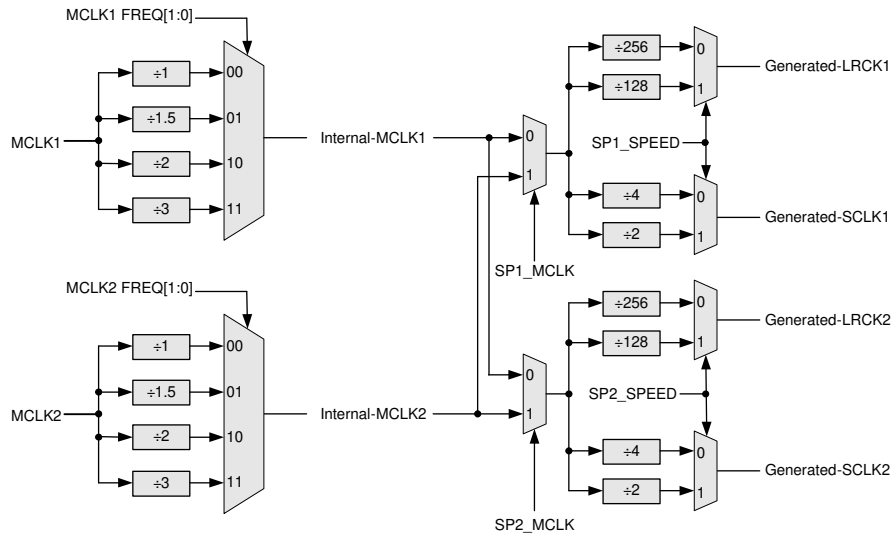 MCLK1 FREQ[1:0]
÷1
00
÷1.5
01
MCLK1
÷2
10
÷3
11
Internal-MCLK1
0
1
SP1_MCLK
÷256
0
÷128
1
Generated-LRCK1
SP1_SPEED
÷4
0
÷2
1
Generated-SCLK1
MCLK2 FREQ[1:0]
÷1
00
÷1.5
01
MCLK2
÷2
10
÷3
11
Internal-MCLK2
0
1
SP2_MCLK
÷256
0
÷128
1
Generated-LRCK2
SP2_SPEED
÷4
0
÷2
1
Generated-SCLK2